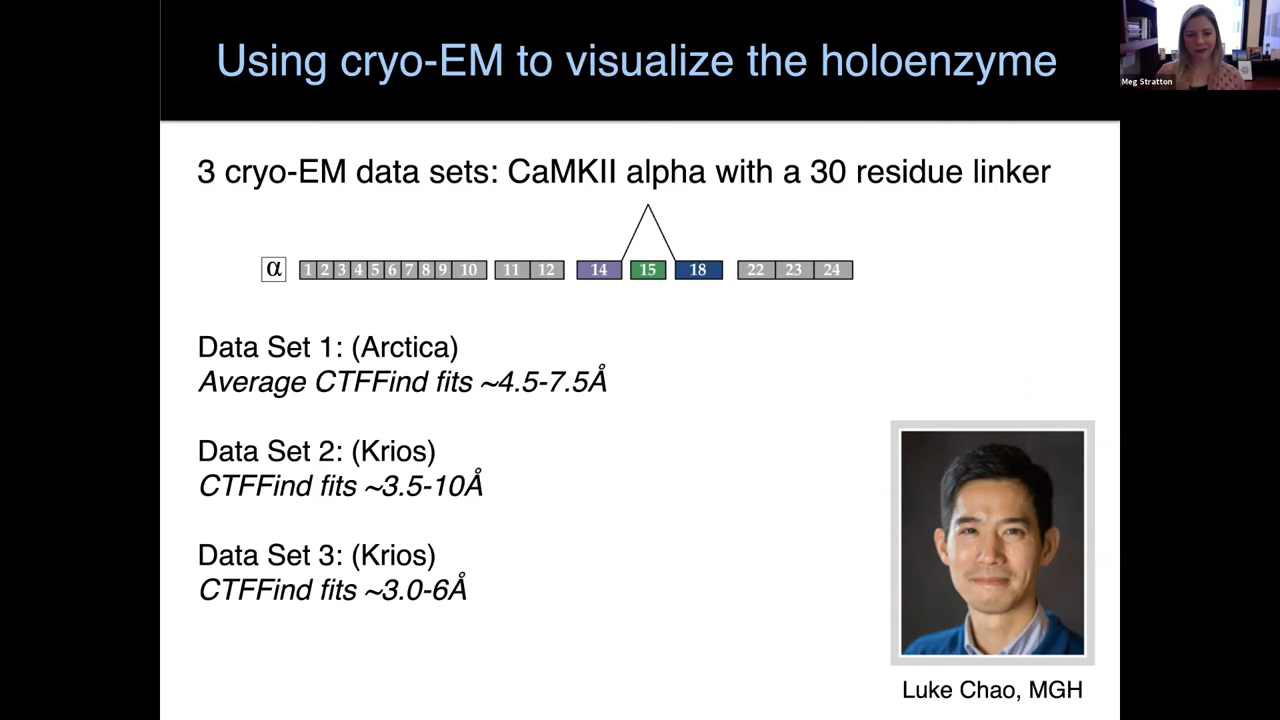 Using cryo-EM to visualize the holoenzyme
Meg Stratton
3 cryo-EM data sets: CaMKII alpha with a 30 residue linker
α 1 2 3 4 5 6 7 8 9 10 11 12 14 15 18 22 23 24
Data Set 1: (Arctica)
Average CTFFind fits ~4.5-7.5Å
Data Set 2: (Krios)
CTFFind fits ~3.5-10Å
Data Set 3: (Krios)
CTFFind fits ~3.0-6Å
Luke Chao, MGH